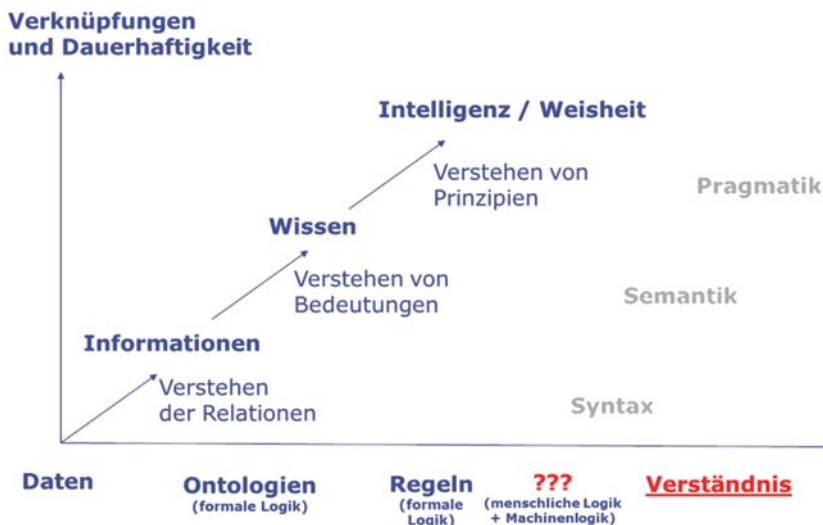 Verknüpfungen
und Dauerhaftigkeit
Intelligenz / Weisheit
Verstehen von
Prinzipien
Pragmatik
Wissen
Verstehen von
Bedeutungen
Semantik
Informationen
Verstehen
der Relationen
Syntax
Daten
Ontologien
(formale Logik)
Regeln
(formale
Logik)
???
(menschliche Logik
+ Machinenlogik)
Verständnis